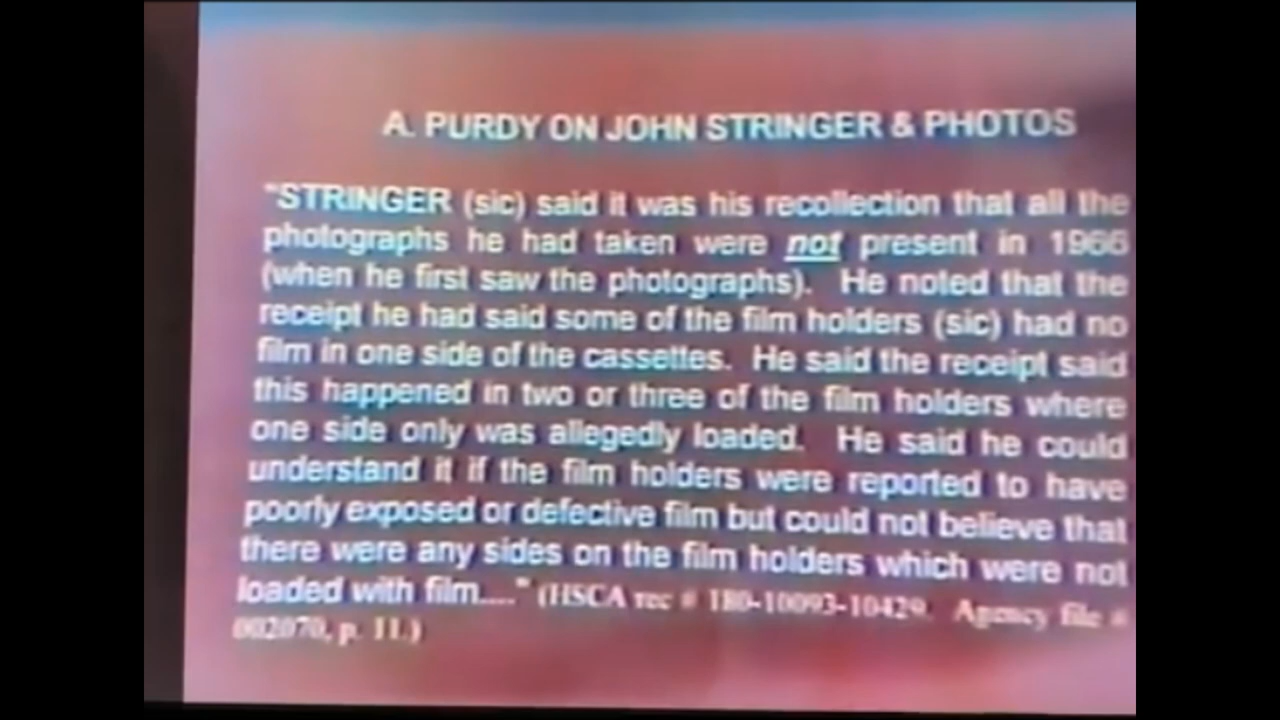 A. PURDY ON JOHN STRINGER & PHOTOS
"STRINGER (sic) said it was his recollection that all the
photographs he had taken were not present in 1966
(when he first saw the photographs). He noted that the
receipt he had said some of the film holders (sic) had no
film in one side of the cassettes. He said the receipt said
this happened in two or three of the film holders where
one side only was allegedly loaded. He said he could
understand it if the film holders were reported to have
poorly exposed or defective film but could not believe that
there were any sides on the film holders which were not
loaded with film...." (HSCA rec # 180-10093-10429. Agency file #
002070, p. 11.)